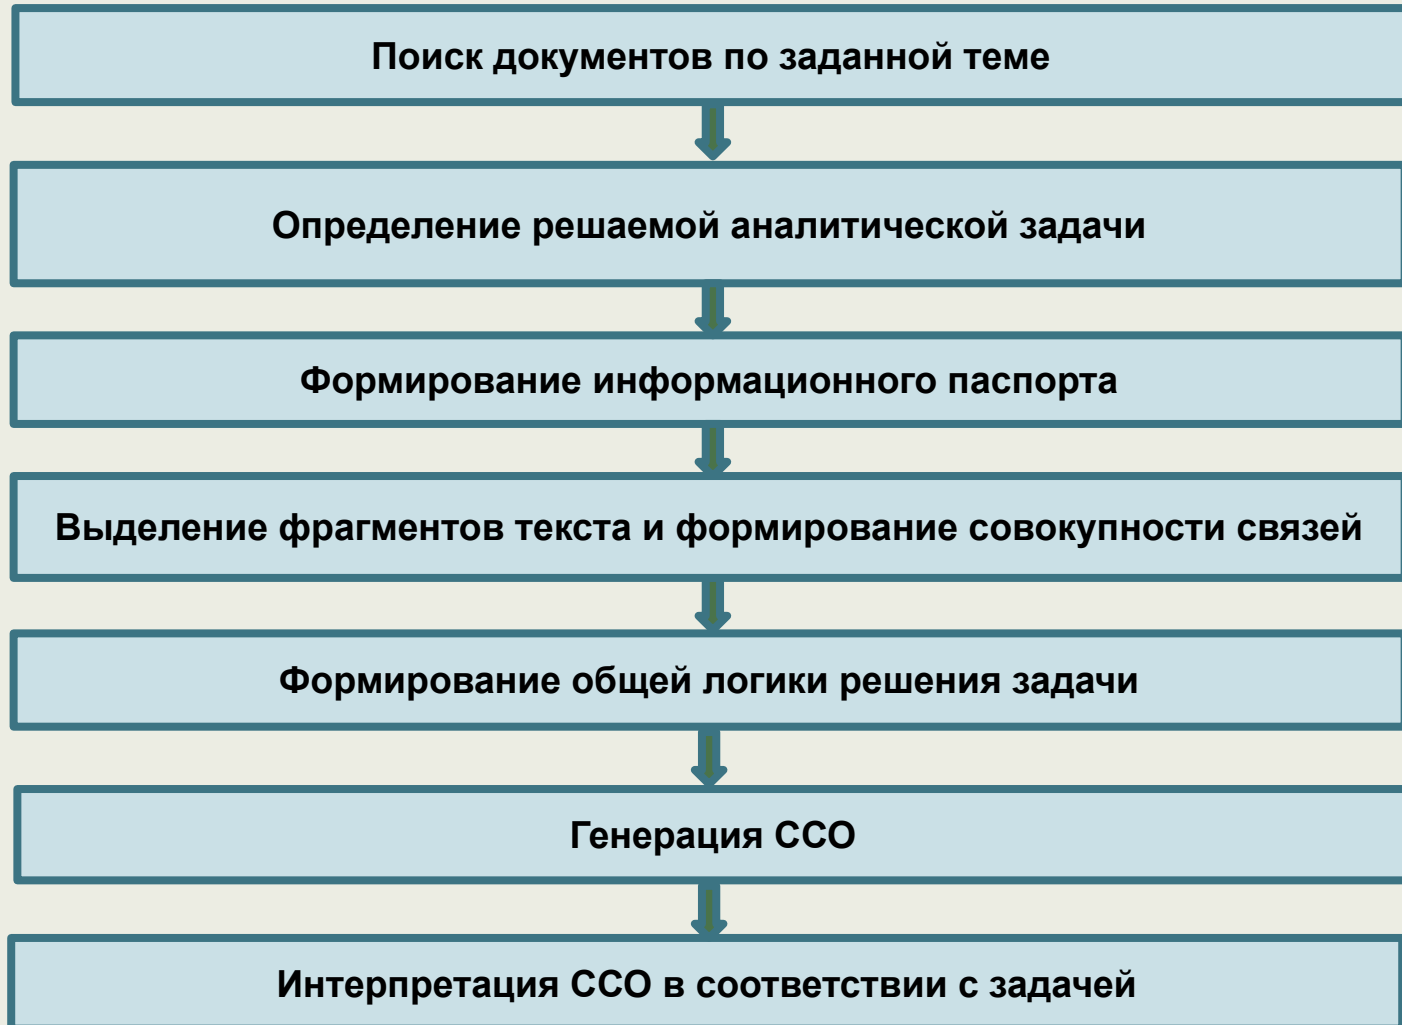 Поиск документов по заданной теме
Определение решаемой аналитической задачи
Формирование информационного паспорта
Выделение фрагментов текста и формирование совокупности связей
Формирование общей логики решения задачи
Генерация ССО
Интерпретация ССО в соответствии с задачей